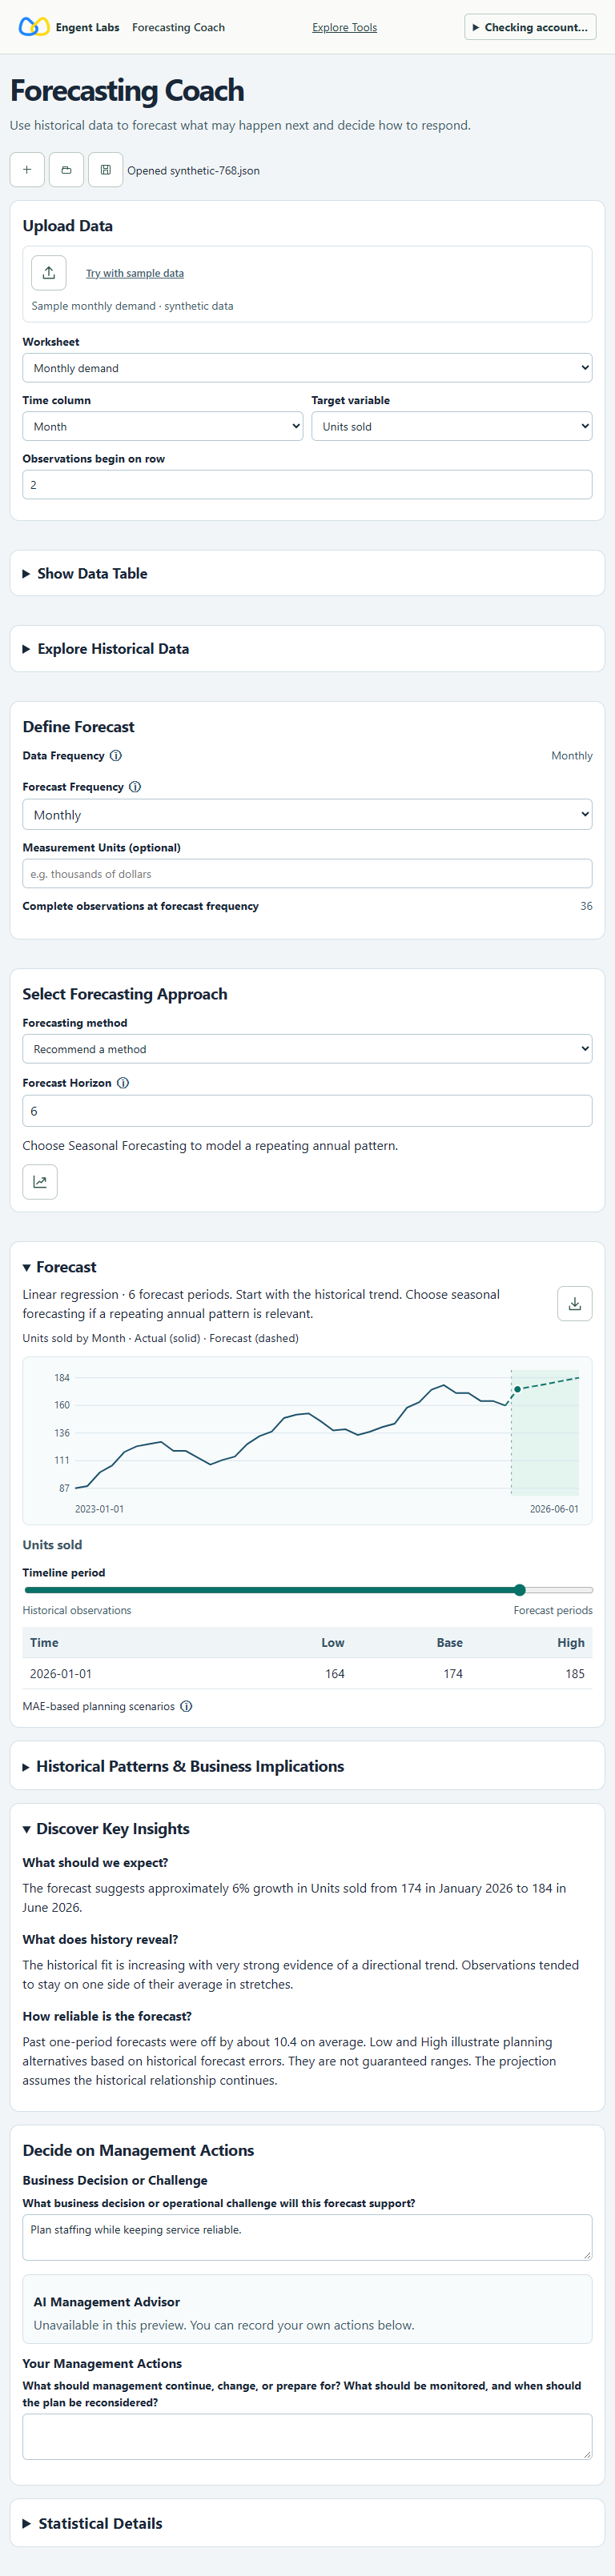 Engent Labs Forecasting Coach Explore Tools ▶ Checking account...
Forecasting Coach
Use historical data to forecast what may happen next and decide how to respond.
Opened synthetic-768.json
Upload Data
Try with sample data
Sample monthly demand · synthetic data
Worksheet
Monthly demand
Time column Target variable
Month Units sold
Observations begin on row
2
▶ Show Data Table
▶ Explore Historical Data
Define Forecast
Data Frequency ⓘ Monthly
Forecast Frequency ⓘ
Monthly
Measurement Units (optional)
e.g. thousands of dollars
Complete observations at forecast frequency 36
Select Forecasting Approach
Forecasting method
Recommend a method
Forecast Horizon ⓘ
6
Choose Seasonal Forecasting to model a repeating annual pattern.
▼ Forecast
Linear regression · 6 forecast periods. Start with the historical trend. Choose seasonal
forecasting if a repeating annual pattern is relevant.
Units sold by Month · Actual (solid) · Forecast (dashed)
184
160
136
111
87
2023-01-01 2026-06-01
Units sold
Timeline period
Historical observations Forecast periods
Time Low Base High
2026-01-01 164 174 185
MAE-based planning scenarios ⓘ
▶ Historical Patterns & Business Implications
▼ Discover Key Insights
What should we expect?
The forecast suggests approximately 6% growth in Units sold from 174 in January 2026 to 184 in
June 2026.
What does history reveal?
The historical fit is increasing with very strong evidence of a directional trend. Observations tended
to stay on one side of their average in stretches.
How reliable is the forecast?
Past one-period forecasts were off by about 10.4 on average. Low and High illustrate planning
alternatives based on historical forecast errors. They are not guaranteed ranges. The projection
assumes the historical relationship continues.
Decide on Management Actions
Business Decision or Challenge
What business decision or operational challenge will this forecast support?
Plan staffing while keeping service reliable.
AI Management Advisor
Unavailable in this preview. You can record your own actions below.
Your Management Actions
What should management continue, change, or prepare for? What should be monitored, and when should
the plan be reconsidered?
▶ Statistical Details